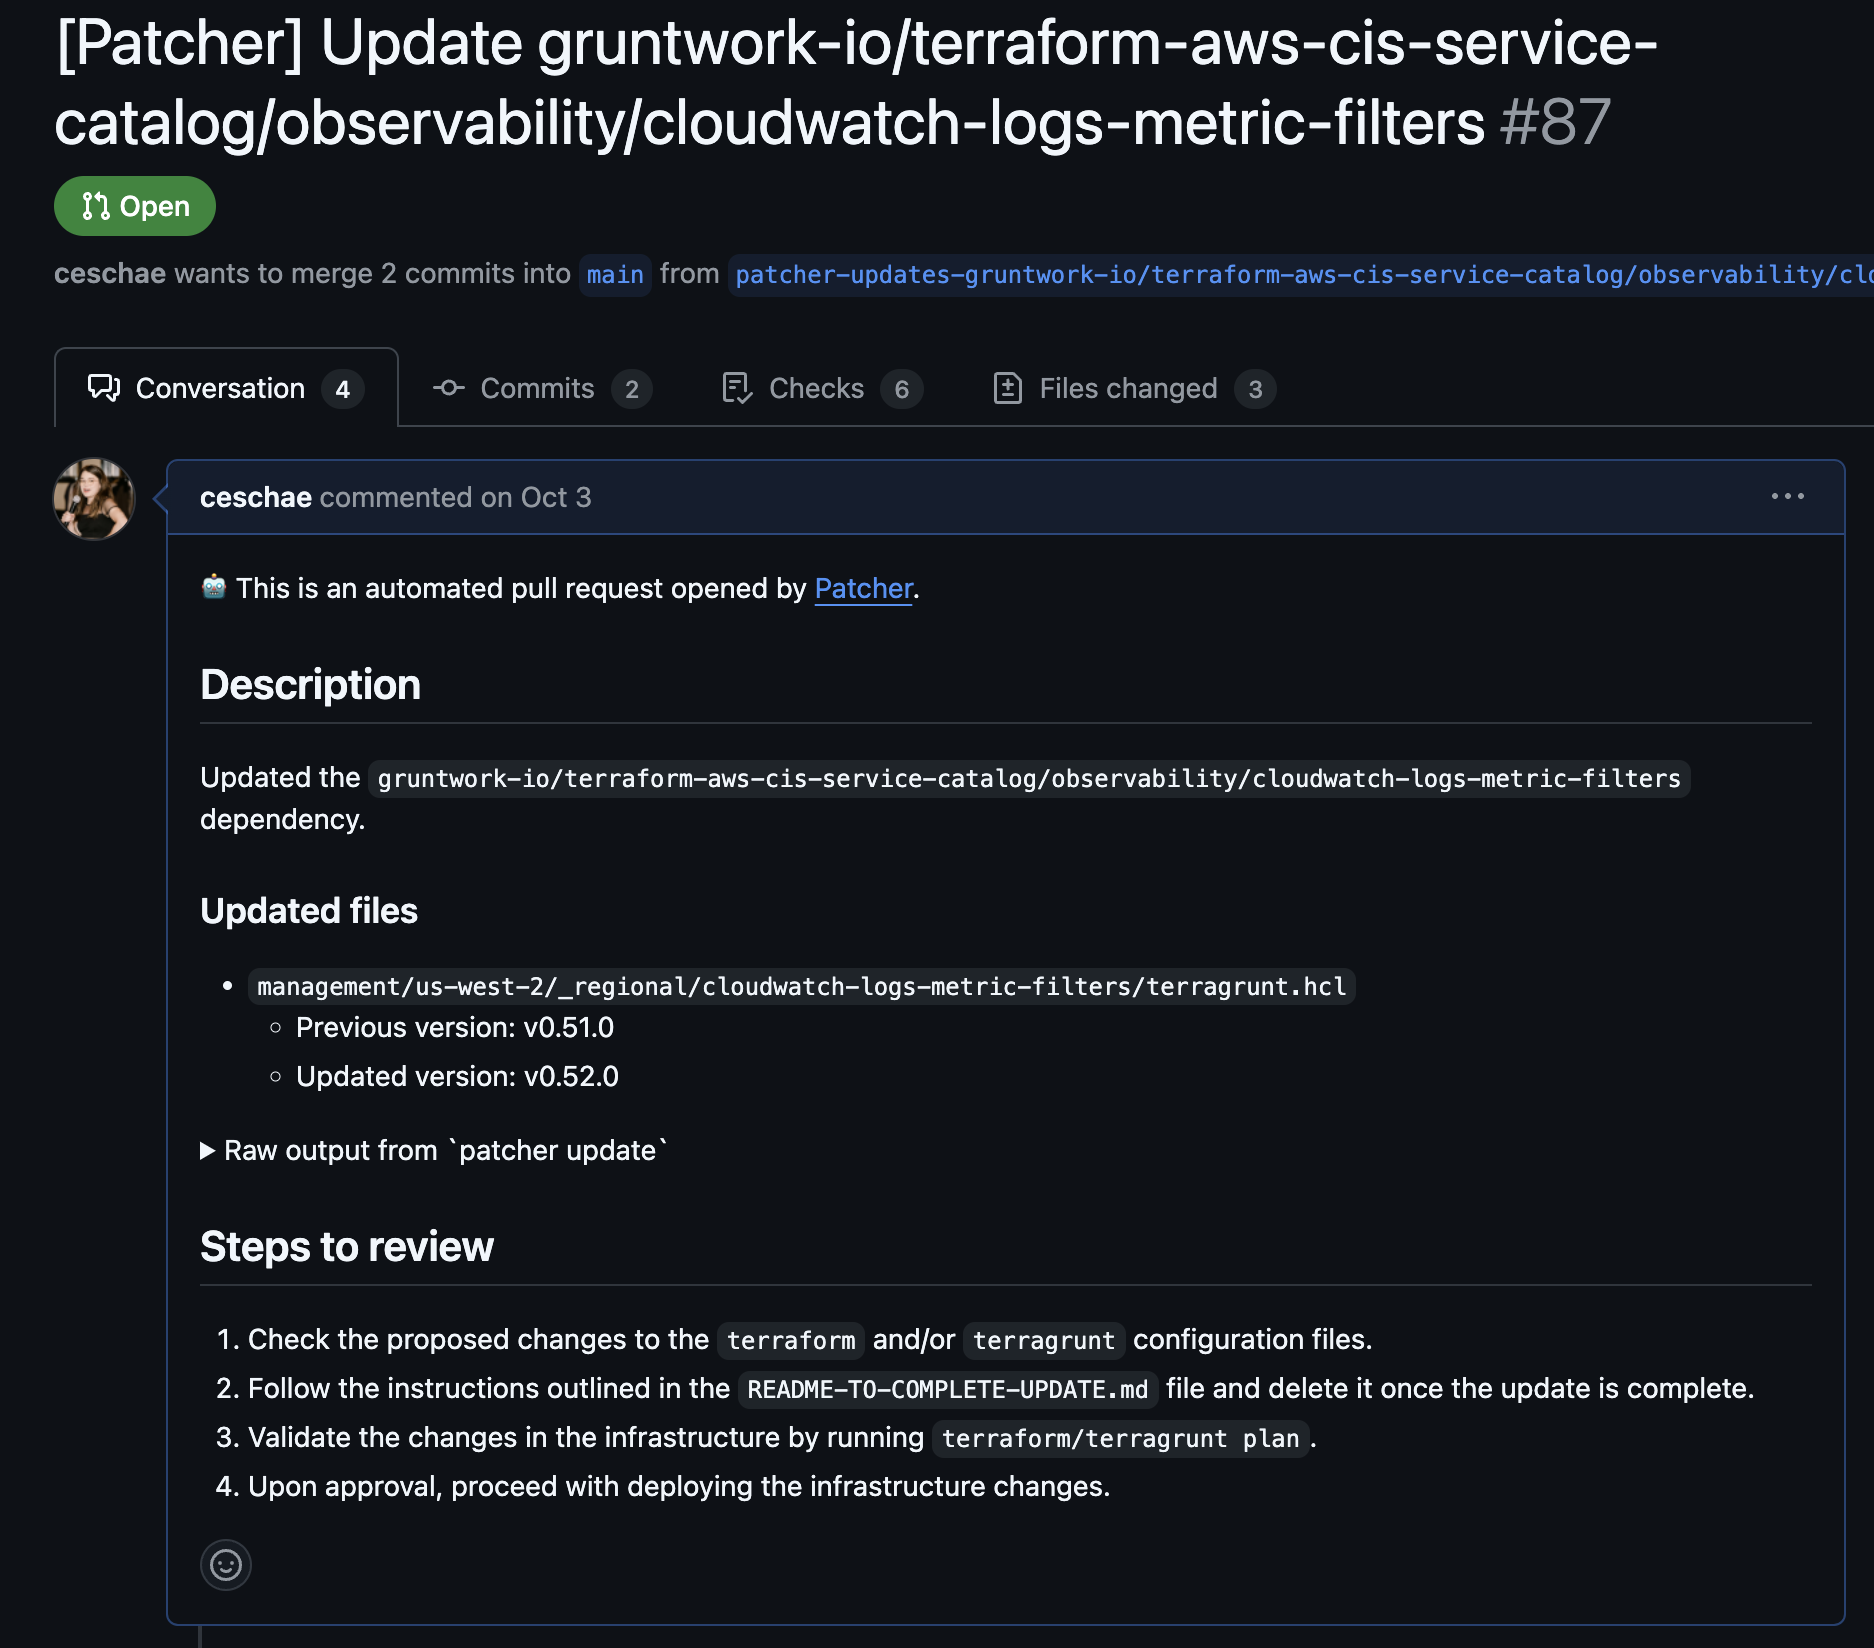 [Patcher] Update gruntwork-io/terraform-aws-cis-service-
catalog/observability/cloudwatch-logs-metric-filters #87
Open
ceschae wants to merge 2 commits into main from patcher-updates-gruntwork-io/terraform-aws-cis-service-catalog/observability/clo
Conversation 4 Commits 2 Checks 6 Files changed 3
ceschae commented on Oct 3
🤖 This is an automated pull request opened by Patcher.
Description
Updated the gruntwork-io/terraform-aws-cis-service-catalog/observability/cloudwatch-logs-metric-filters
dependency.
Updated files
• management/us-west-2/_regional/cloudwatch-logs-metric-filters/terragrunt.hcl
◦ Previous version: v0.51.0
◦ Updated version: v0.52.0
▶ Raw output from `patcher update`
Steps to review
1. Check the proposed changes to the terraform and/or terragrunt configuration files.
2. Follow the instructions outlined in the README-TO-COMPLETE-UPDATE.md file and delete it once the update is complete.
3. Validate the changes in the infrastructure by running terraform/terragrunt plan.
4. Upon approval, proceed with deploying the infrastructure changes.